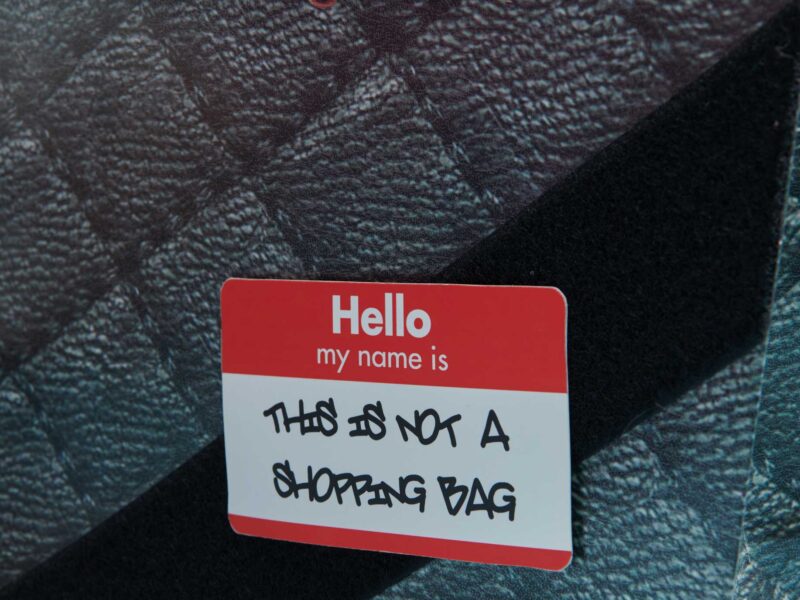 Hello
my name is
THIS IS NOT A
SHOPPING BAG